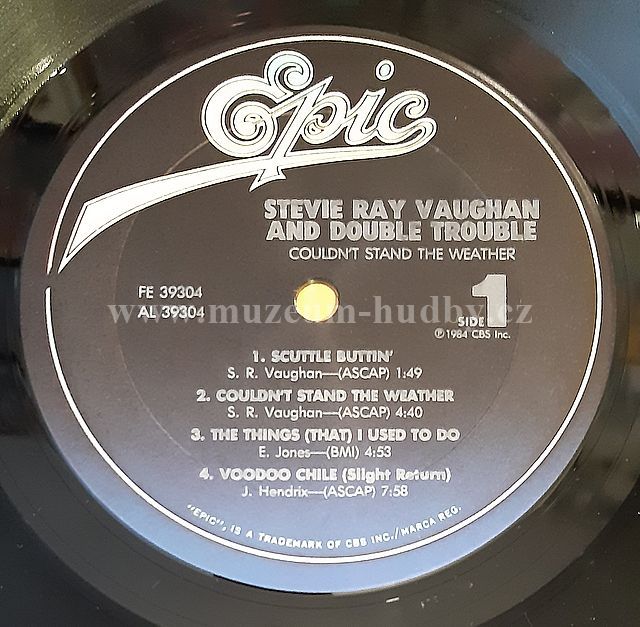 Epic
STEVIE RAY VAUGHAN
AND DOUBLE TROUBLE
COULDN'T STAND THE WEATHER
FE 39304
AL 39304
www.muzeum-hudby.cz
SIDE 1
℗ 1984 CBS Inc.
1. SCUTTLE BUTTIN'
S. R. Vaughan—(ASCAP) 1:49
2. COULDN'T STAND THE WEATHER
S. R. Vaughan—(ASCAP) 4:40
3. THE THINGS (THAT) I USED TO DO
E. Jones—(BMI) 4:53
4. VOODOO CHILE (Slight Return)
J. Hendrix—(ASCAP) 7:58
"EPIC", IS A TRADEMARK OF CBS INC./MARCA REG.